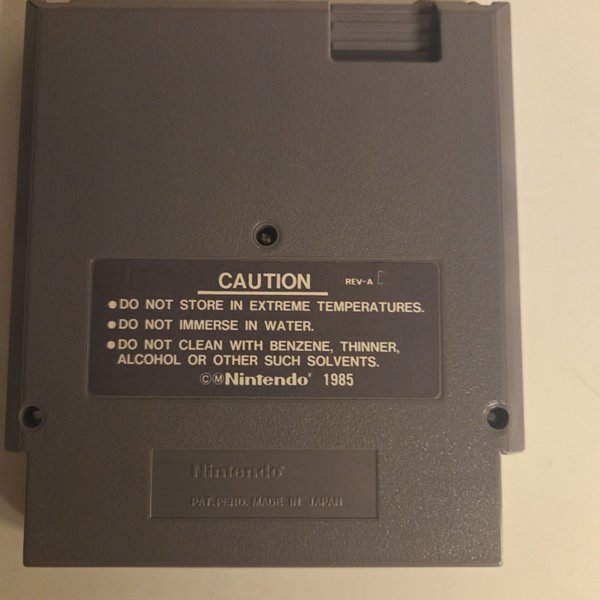 CAUTION REV-A
●DO NOT STORE IN EXTREME TEMPERATURES.
●DO NOT IMMERSE IN WATER.
●DO NOT CLEAN WITH BENZENE, THINNER,
ALCOHOL OR OTHER SUCH SOLVENTS.
ⒸⓂNintendo® 1985
Nintendo®
PAT. PEND. MADE IN JAPAN